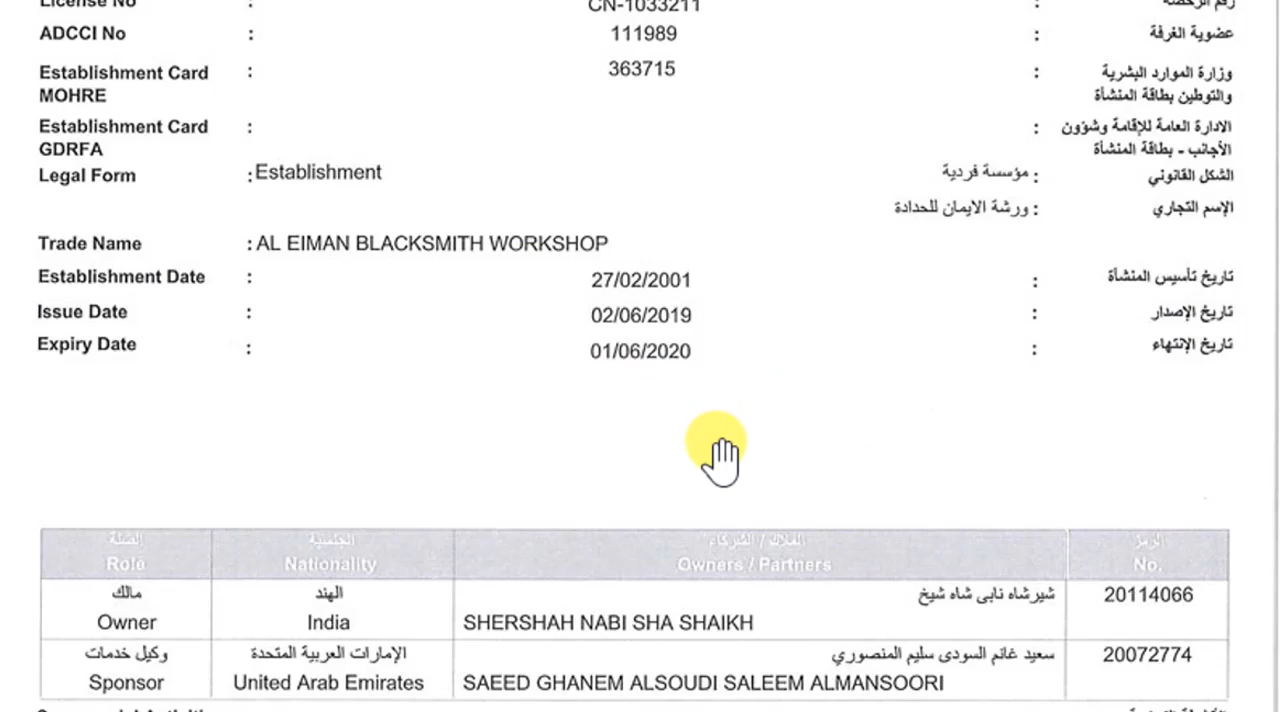 License No : CN-1033211 : رقم الرخصة
ADCCI No : 111989 : عضوية الغرفة
Establishment Card : 363715 : وزارة الموارد البشرية
MOHRE والتوطين بطاقة المنشأة
Establishment Card : : الادارة العامة للإقامة وشؤون
GDRFA الأجانب - بطاقة المنشأة
Legal Form : Establishment مؤسسة فردية : الشكل القانوني
ورشة الايمان للحدادة : الإسم التجاري
Trade Name : AL EIMAN BLACKSMITH WORKSHOP
Establishment Date : 27/02/2001 : تاريخ تأسيس المنشأة
Issue Date : 02/06/2019 : تاريخ الإصدار
Expiry Date : 01/06/2020 : تاريخ الإنتهاء
الصفة الجنسية الملاك / الشركاء الرمز
Role Nationality Owners / Partners No.
مالك الهند شيرشاه نابى شاه شيخ 20114066
Owner India SHERSHAH NABI SHA SHAIKH
وكيل خدمات الإمارات العربية المتحدة سعيد غانم السودى سليم المنصوري 20072774
Sponsor United Arab Emirates SAEED GHANEM ALSOUDI SALEEM ALMANSOORI